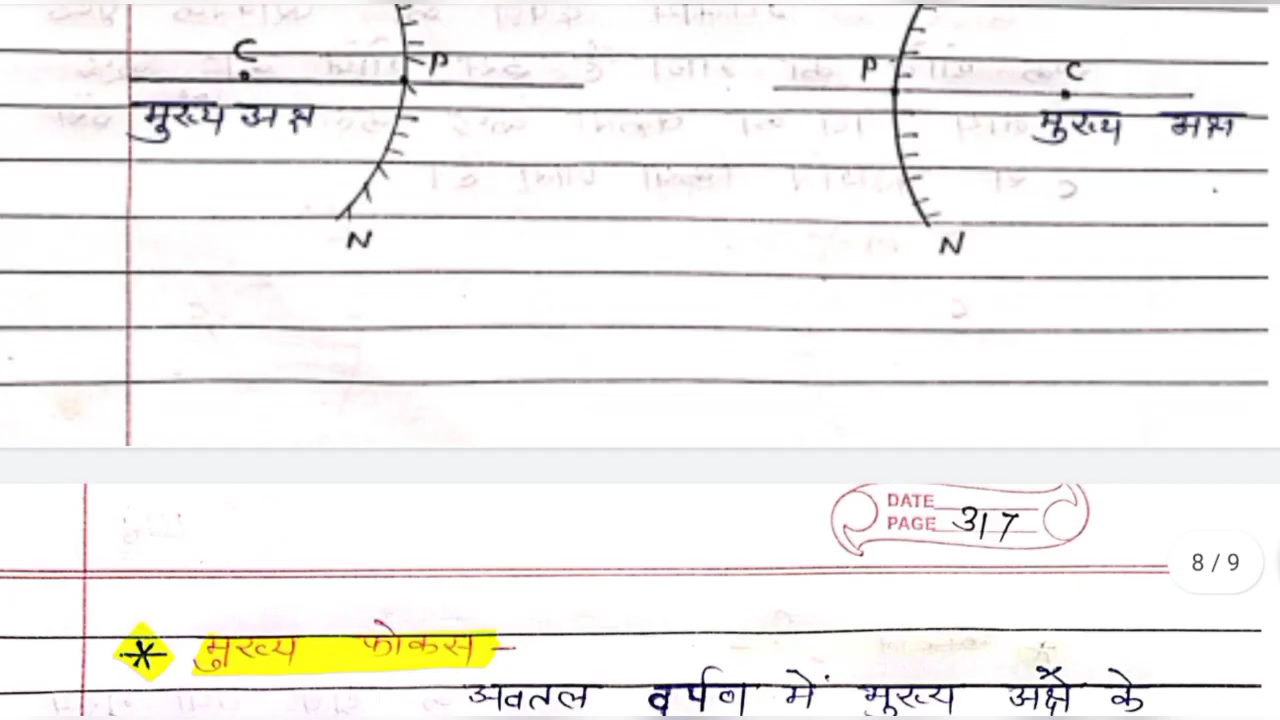 C P P C
मुख्य अक्ष मुख्य अक्ष
N N
DATE
PAGE 317
8 / 9
* मुख्य फोकस -
अवतल दर्पण में मुख्य अक्ष के